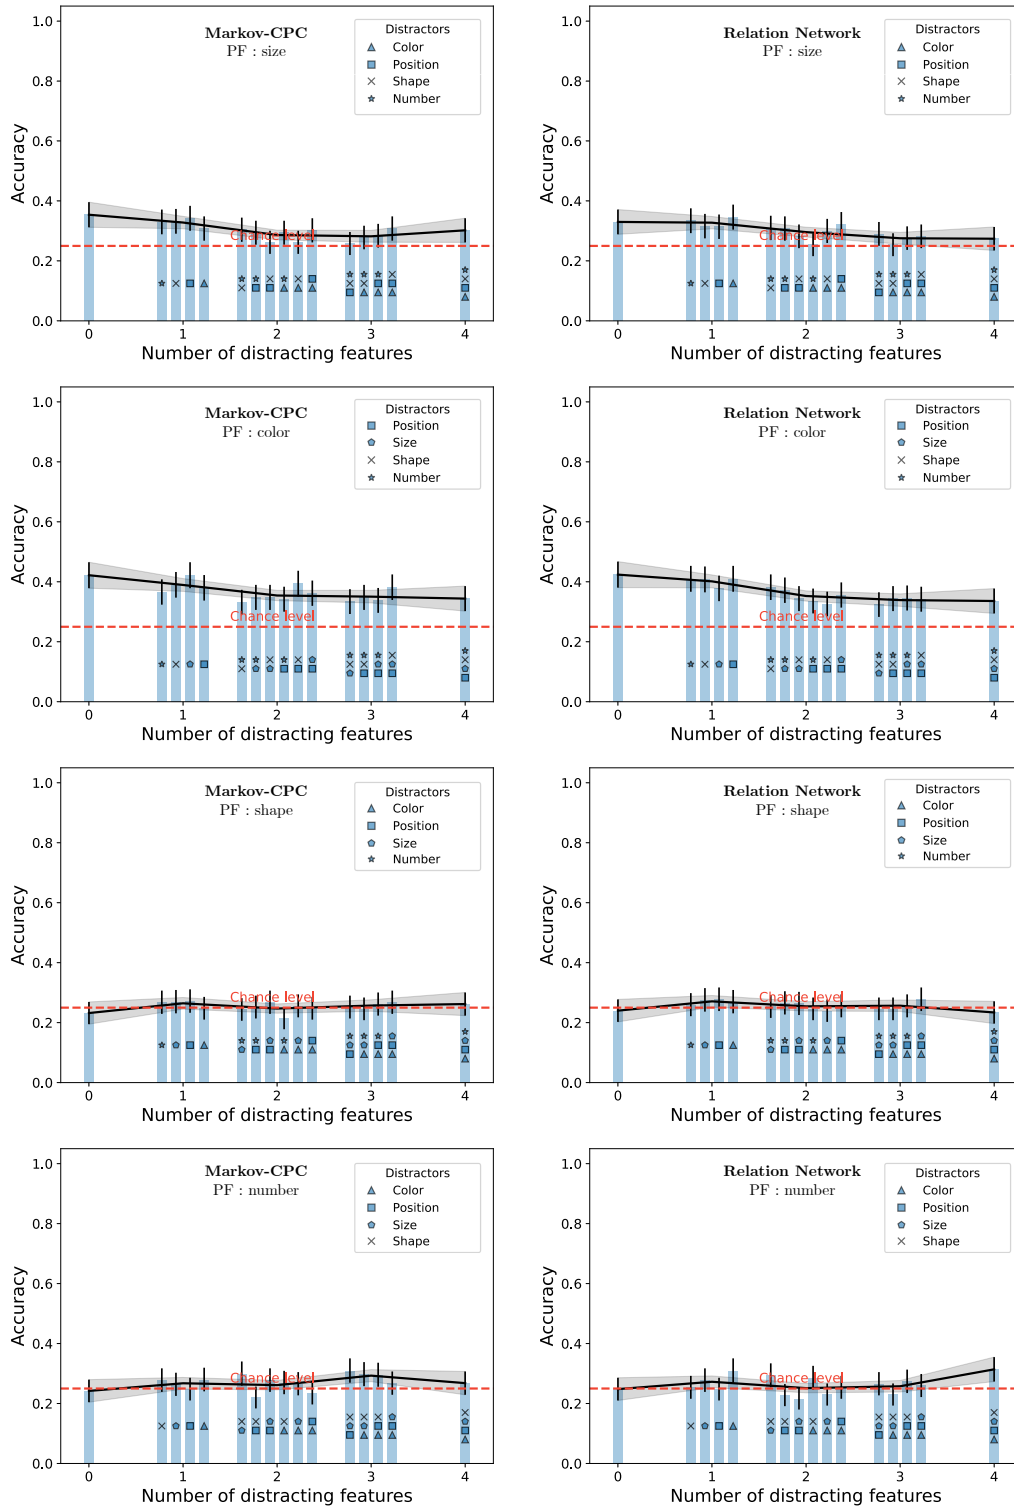 Markov-CPC
PF : size
Distractors
Color
Position
Shape
Number
Chance level
Accuracy
0.0
0.2
0.4
0.6
0.8
1.0
0 1 2 3 4
Number of distracting features
Relation Network
PF : size
Distractors
Color
Position
Shape
Number
Chance level
Accuracy
0.0
0.2
0.4
0.6
0.8
1.0
0 1 2 3 4
Number of distracting features
Markov-CPC
PF : color
Distractors
Position
Size
Shape
Number
Chance level
Accuracy
0.0
0.2
0.4
0.6
0.8
1.0
0 1 2 3 4
Number of distracting features
Relation Network
PF : color
Distractors
Position
Size
Shape
Number
Chance level
Accuracy
0.0
0.2
0.4
0.6
0.8
1.0
0 1 2 3 4
Number of distracting features
Markov-CPC
PF : shape
Distractors
Color
Position
Size
Number
Chance level
Accuracy
0.0
0.2
0.4
0.6
0.8
1.0
0 1 2 3 4
Number of distracting features
Relation Network
PF : shape
Distractors
Color
Position
Size
Number
Chance level
Accuracy
0.0
0.2
0.4
0.6
0.8
1.0
0 1 2 3 4
Number of distracting features
Markov-CPC
PF : number
Distractors
Color
Position
Size
Shape
Chance level
Accuracy
0.0
0.2
0.4
0.6
0.8
1.0
0 1 2 3 4
Number of distracting features
Relation Network
PF : number
Distractors
Color
Position
Size
Shape
Chance level
Accuracy
0.0
0.2
0.4
0.6
0.8
1.0
0 1 2 3 4
Number of distracting features